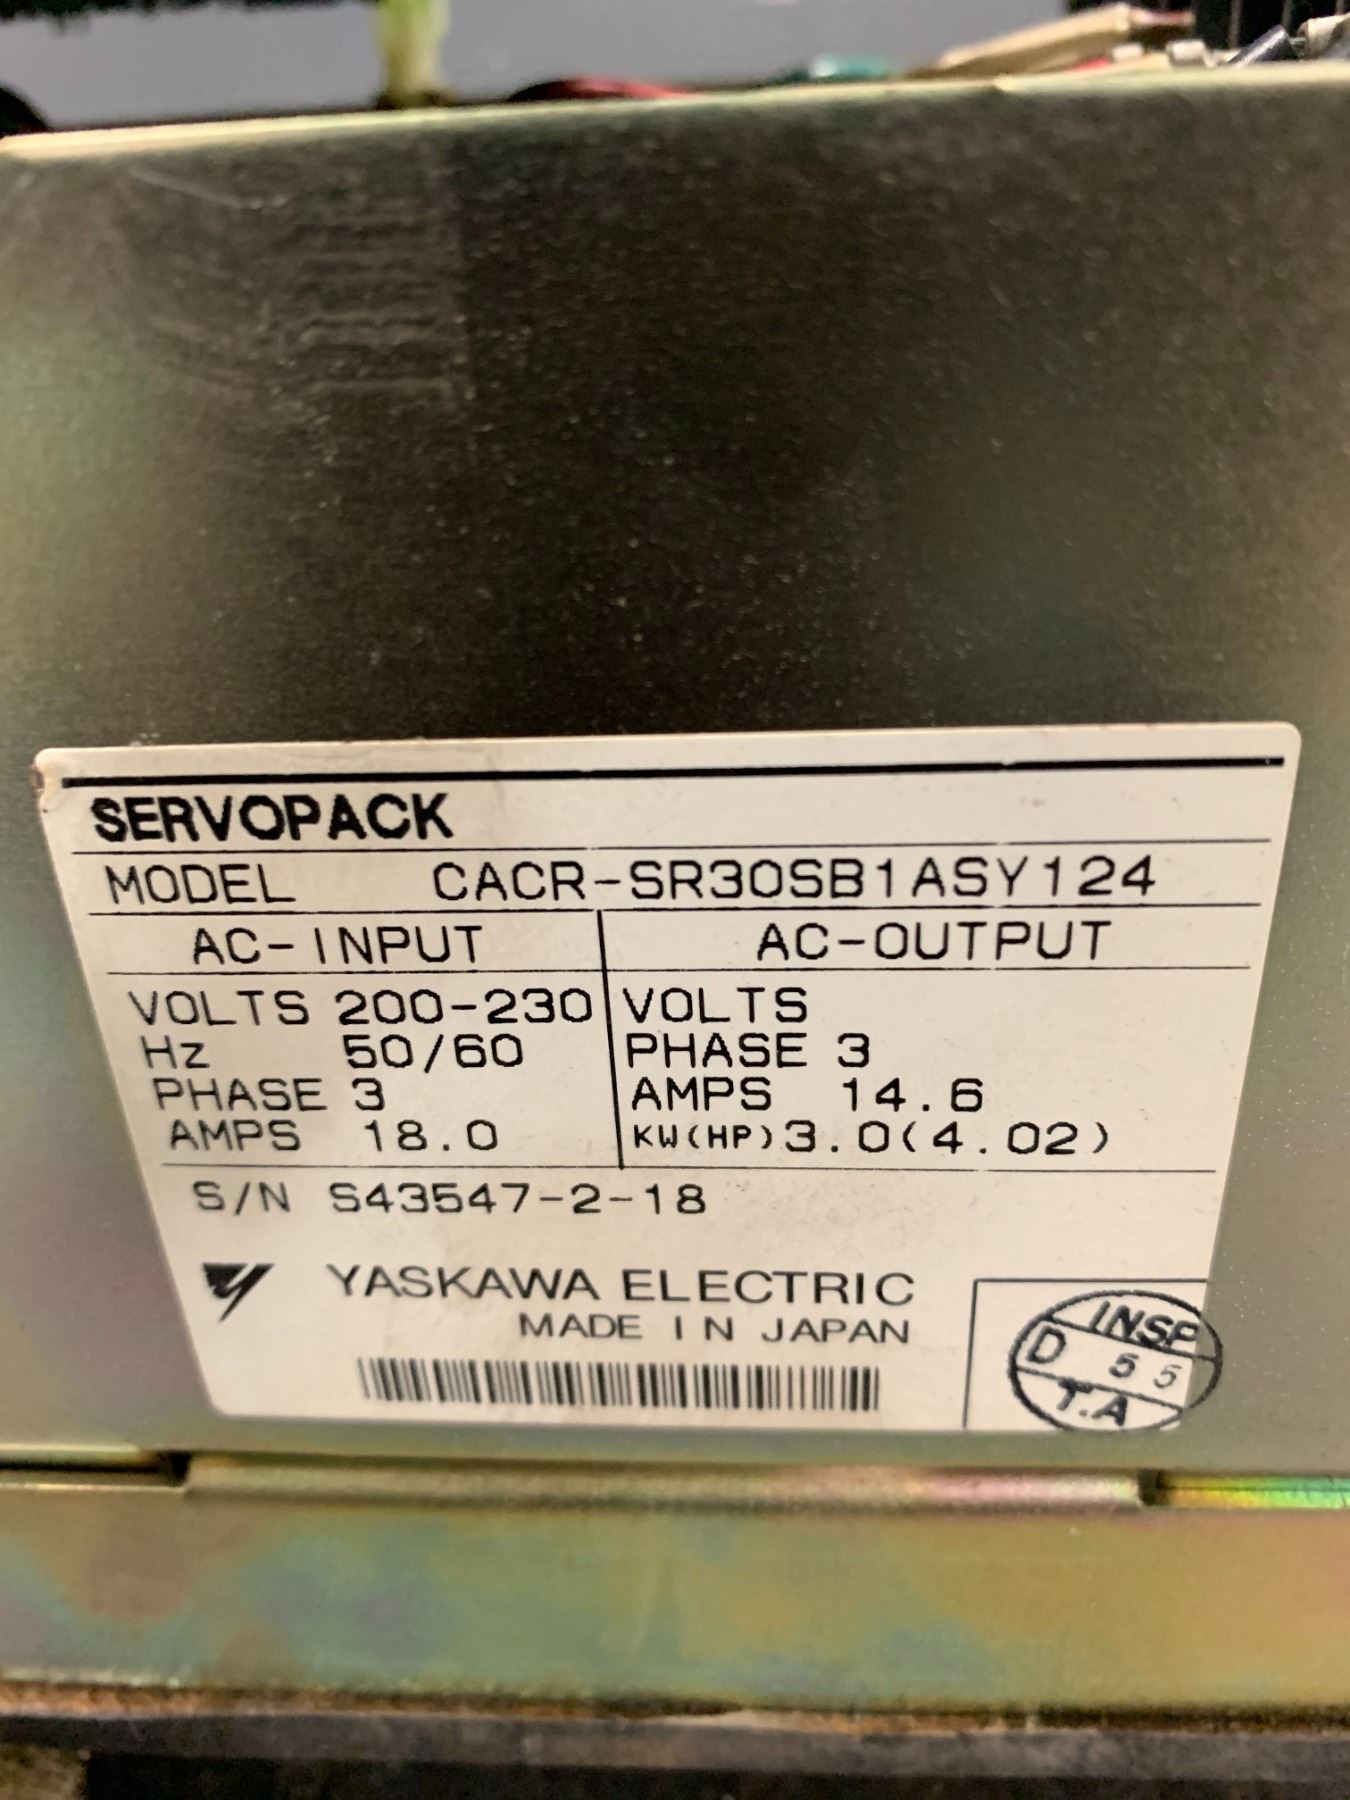 SERVOPACK
MODEL CACR-SR30SB1ASY124
AC-INPUT AC-OUTPUT
VOLTS 200-230 VOLTS
Hz 50/60 PHASE 3
PHASE 3 AMPS 14.6
AMPS 18.0 KW(HP)3.0(4.02)
S/N S43547-2-18
YASKAWA ELECTRIC
MADE IN JAPAN
INSP
D 55
T.A